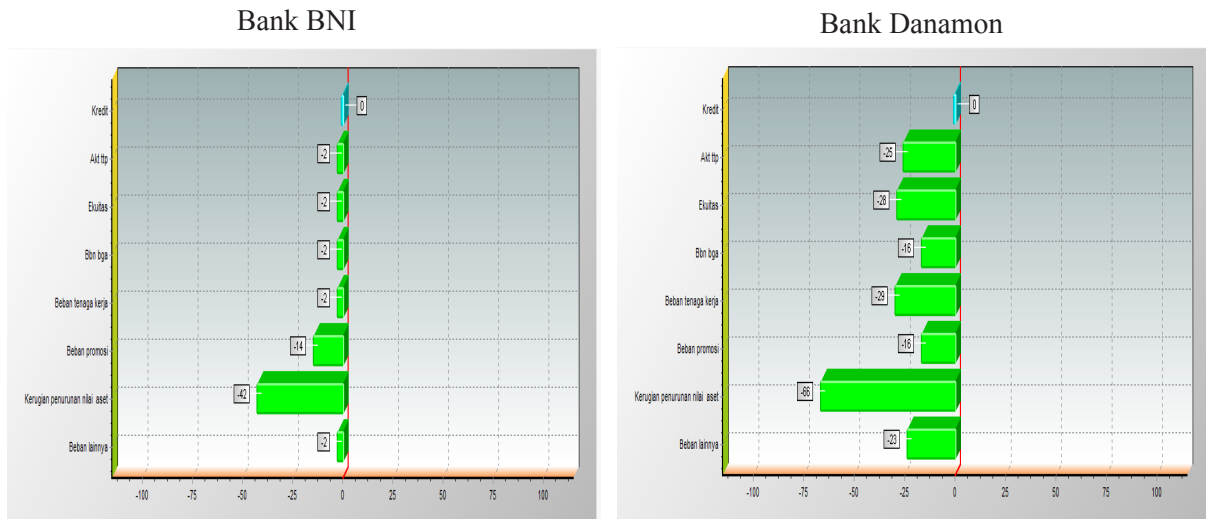 Bank BNI
Kredit
0
Akt ttp
-2
Ekuitas
-2
Bbn bga
-2
Beban tenaga kerja
-2
Beban promosi
-14
Kerugian penurunan nilai aset
-42
Beban lainnya
-2
-100 -75 -50 -25 0 25 50 75 100
Bank Danamon
Kredit
0
Akt ttp
-25
Ekuitas
-28
Bbn bga
-16
Beban tenaga kerja
-29
Beban promosi
-16
Kerugian penurunan nilai aset
-66
Beban lainnya
-23
-100 -75 -50 -25 0 25 50 75 100